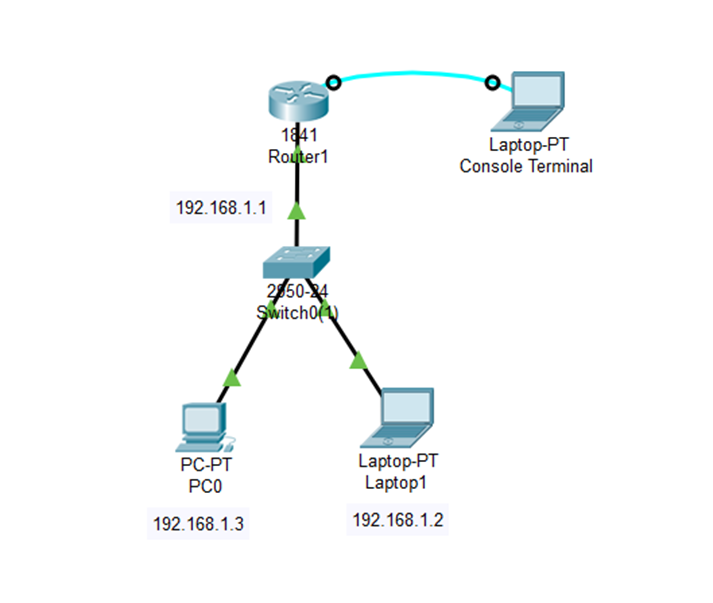 1841
Router1
Laptop-PT
Console Terminal
192.168.1.1
2950-24
Switch0(1)
PC-PT
PC0
192.168.1.3
Laptop-PT
Laptop1
192.168.1.2